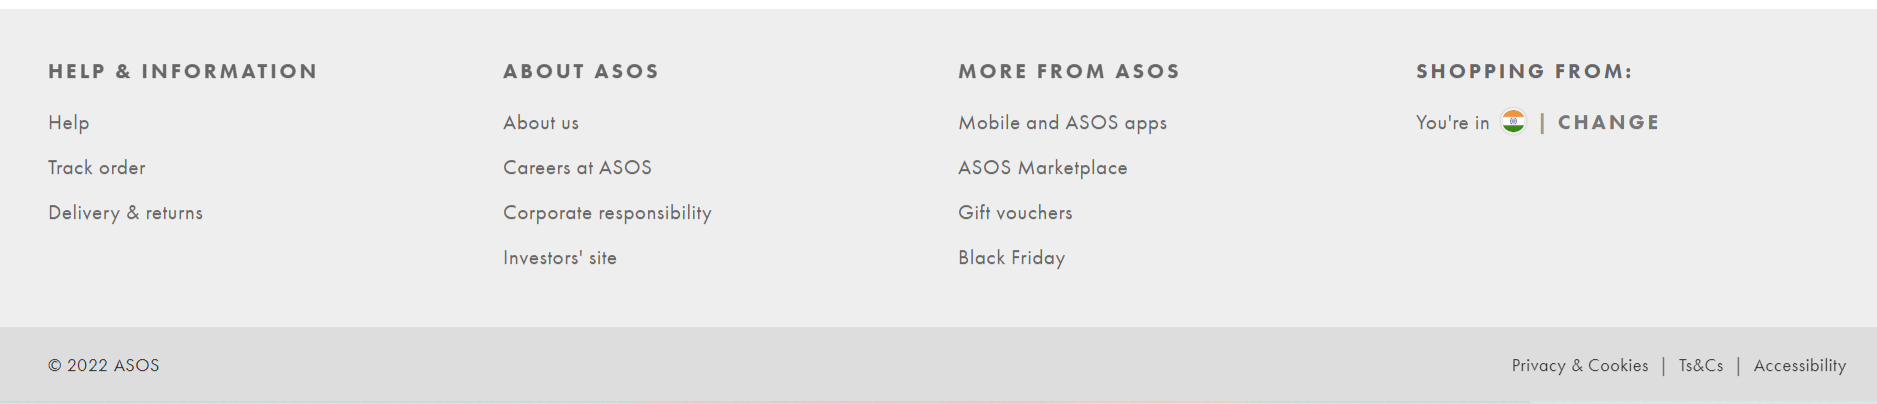 HELP & INFORMATION
Help
Track order
Delivery & returns
ABOUT ASOS
About us
Careers at ASOS
Corporate responsibility
Investors' site
MORE FROM ASOS
Mobile and ASOS apps
ASOS Marketplace
Gift vouchers
Black Friday
SHOPPING FROM:
You're in | CHANGE
© 2022 ASOS
Privacy & Cookies | Ts&Cs | Accessibility